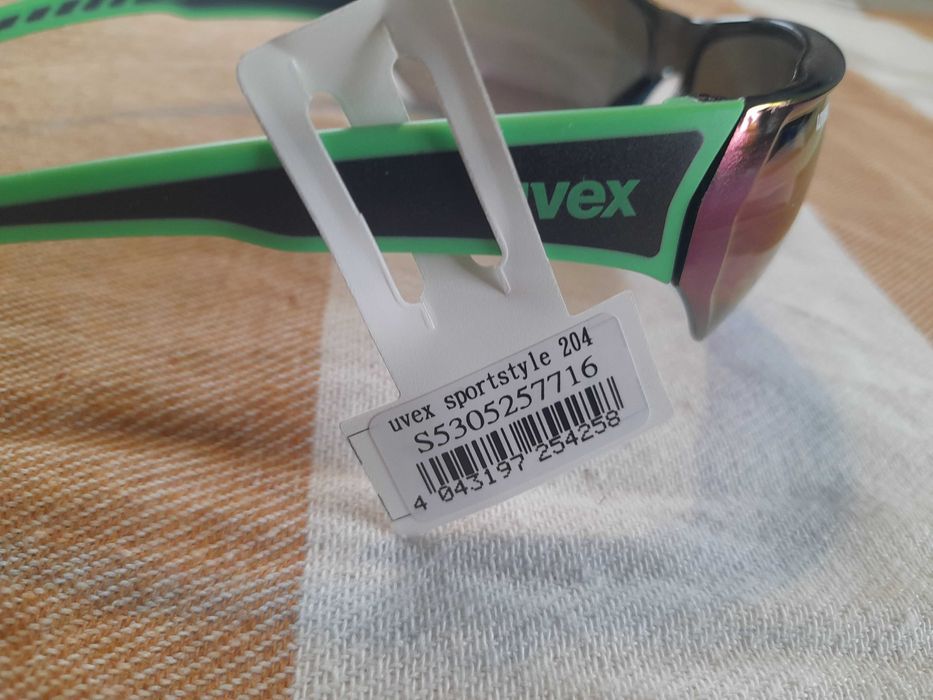 uvex
uvex sportstyle 204
S5305257716
4 043197 254258